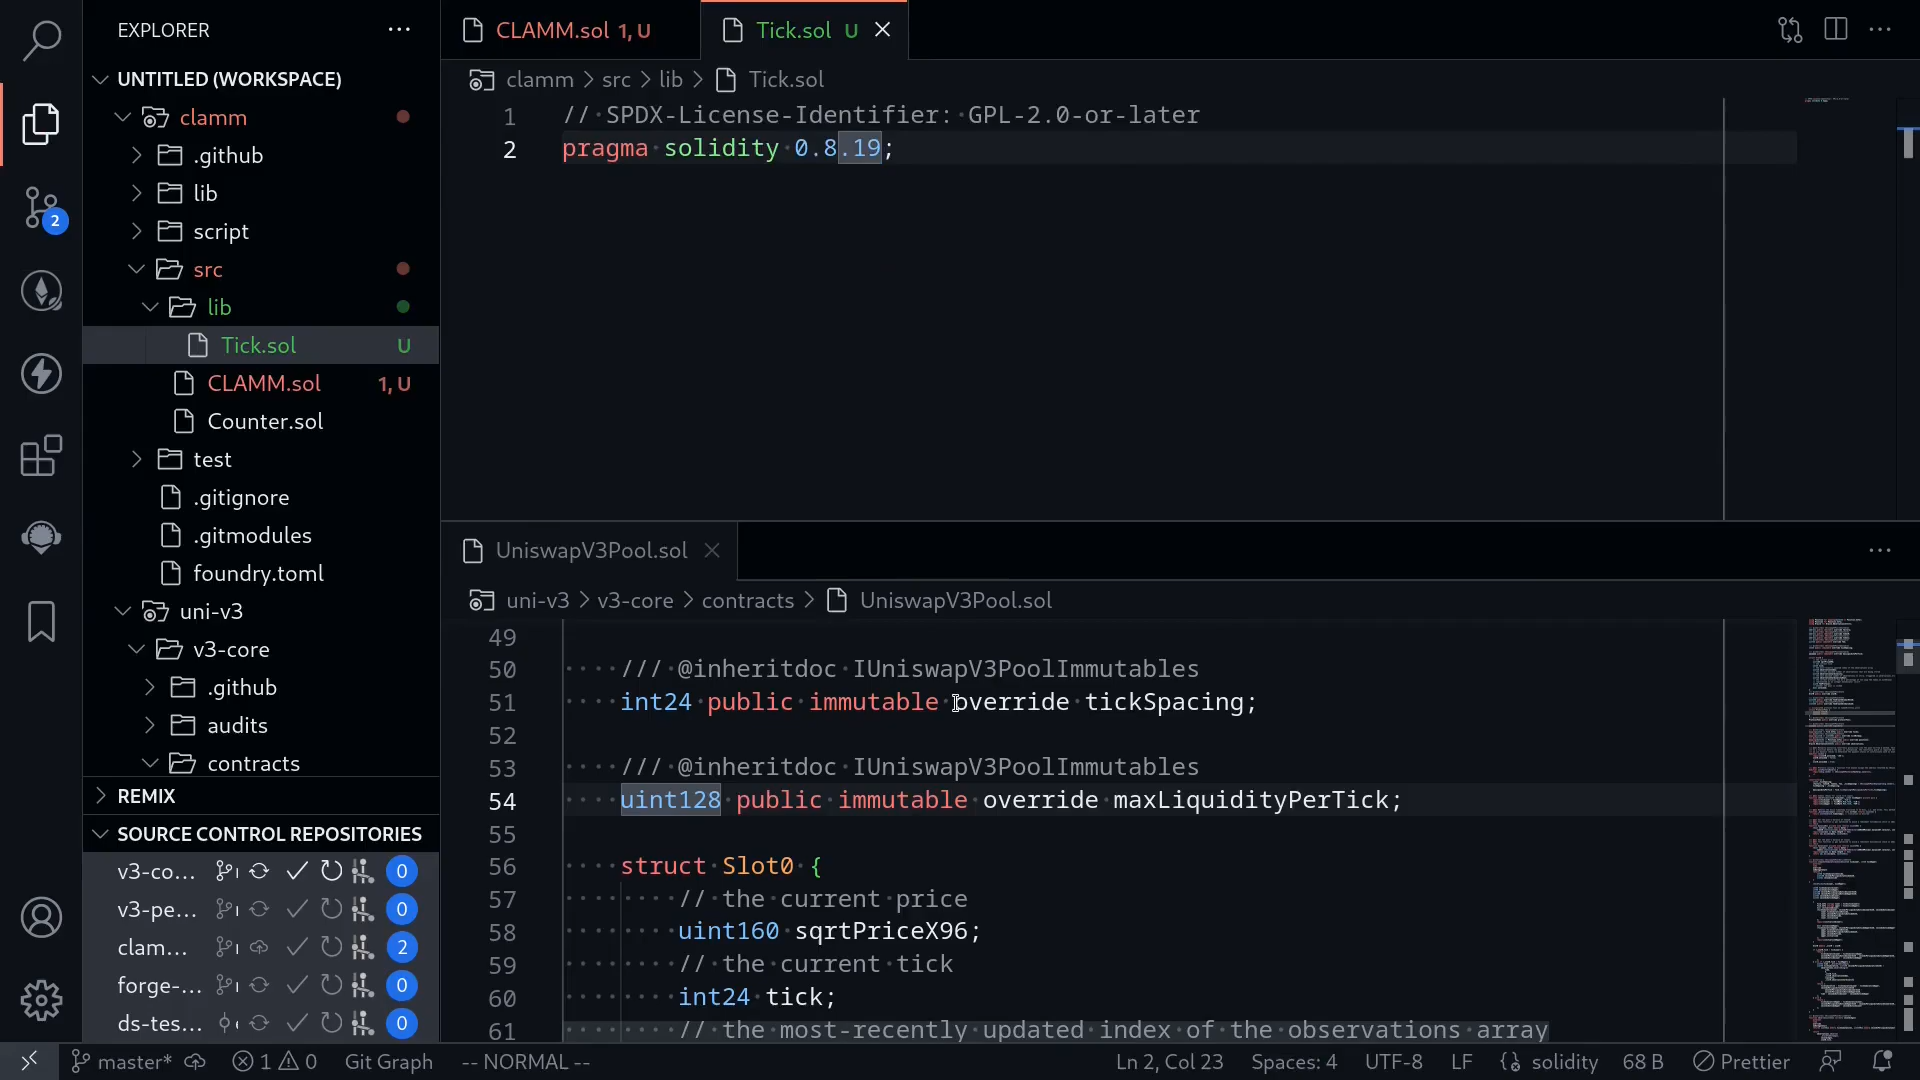 EXPLORER
UNTITLED (WORKSPACE)
clamm
.github
lib
script
src
lib
Tick.sol U
CLAMM.sol 1, U
Counter.sol
test
.gitignore
.gitmodules
foundry.toml
uni-v3
v3-core
.github
audits
contracts
REMIX
SOURCE CONTROL REPOSITORIES
v3-co... 0
v3-pe... 0
clam... 2
forge-... 0
ds-tes... 0
2
CLAMM.sol 1, U
Tick.sol U
clamm > src > lib > Tick.sol
1 // SPDX-License-Identifier: GPL-2.0-or-later
2 pragma solidity 0.8.19;
UniswapV3Pool.sol
uni-v3 > v3-core > contracts > UniswapV3Pool.sol
49
50 /// @inheritdoc IUniswapV3PoolImmutables
51 int24 public immutable override tickSpacing;
52
53 /// @inheritdoc IUniswapV3PoolImmutables
54 uint128 public immutable override maxLiquidityPerTick;
55
56 struct Slot0 {
57 // the current price
58 uint160 sqrtPriceX96;
59 // the current tick
60 int24 tick;
61 // the most-recently updated index of the observations array
master* 1 0 Git Graph -- NORMAL -- Ln 2, Col 23 Spaces: 4 UTF-8 LF solidity 68 B Prettier